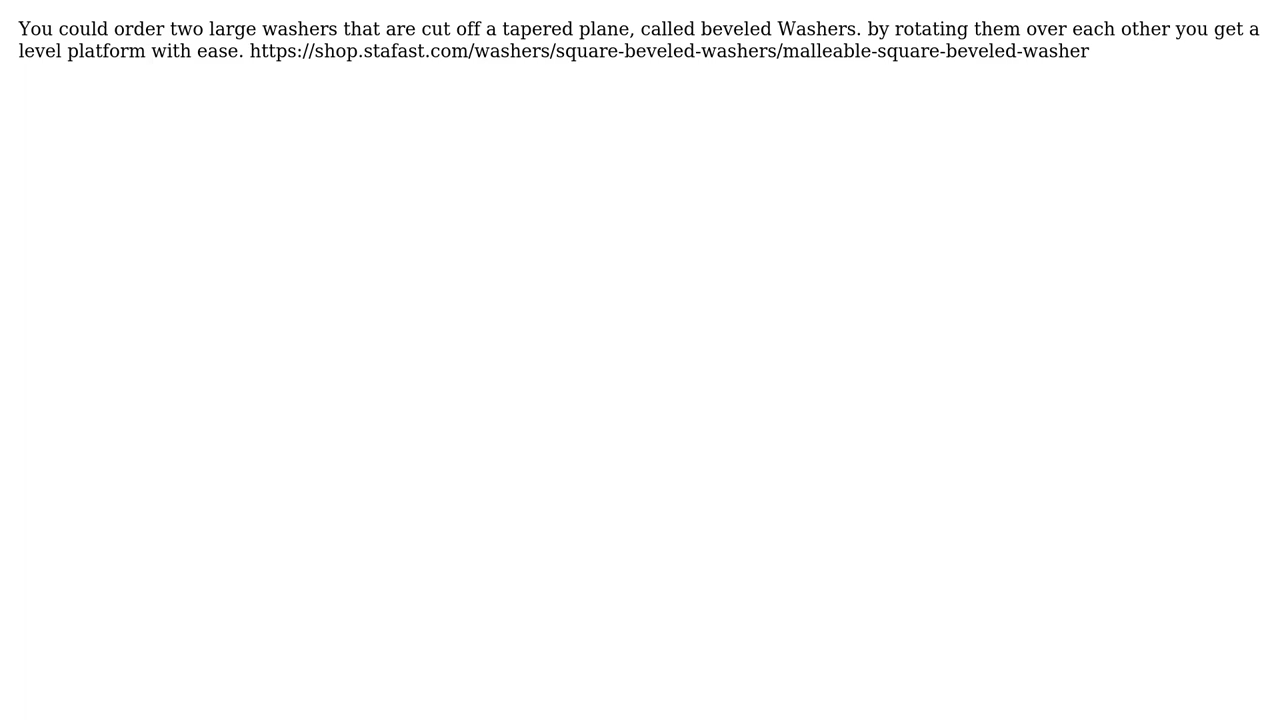 You could order two large washers that are cut off a tapered plane, called beveled Washers. by rotating them over each other you get a
level platform with ease. https://shop.stafast.com/washers/square-beveled-washers/malleable-square-beveled-washer